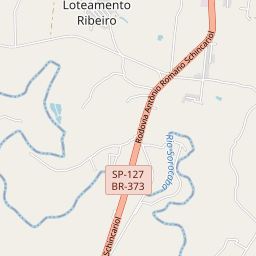 Loteamento
Ribeiro
Rodovia Antônio Romano Schincariol
Rio Sorocaba
SP-127
BR-373
Schincariol